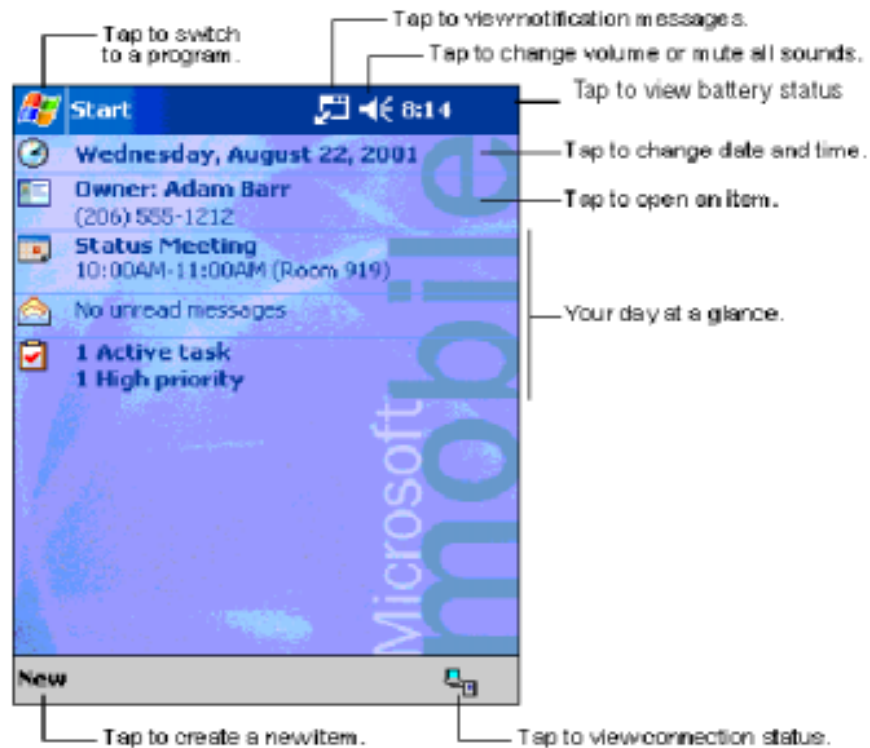 Tap to switch
to a program.
Tap to view notification messages.
Tap to change volume or mute all sounds.
Tap to view battery status
Start
8:14
Wednesday, August 22, 2001
Tap to change date and time.
Owner: Adam Barr
(206) 555-1212
Tap to open an item.
Status Meeting
10:00AM-11:00AM (Room 919)
No unread messages
Your day at a glance.
1 Active task
1 High priority
Microsoft
mobile
New
Tap to create a new item.
Tap to view connection status.